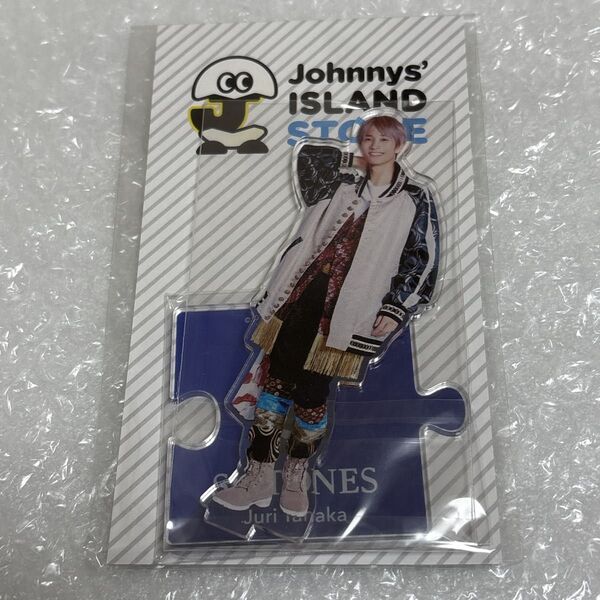 Johnnys'
ISLAND
STORE
SixTONES
Juri Tanaka